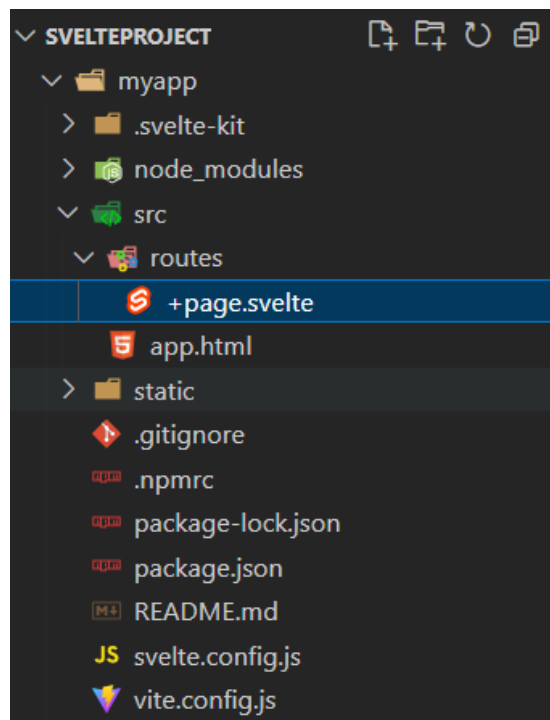 SVELTEPROJECT
myapp
.svelte-kit
node_modules
src
routes
+page.svelte
app.html
static
.gitignore
.npmrc
package-lock.json
package.json
M+ README.md
JS svelte.config.js
vite.config.js